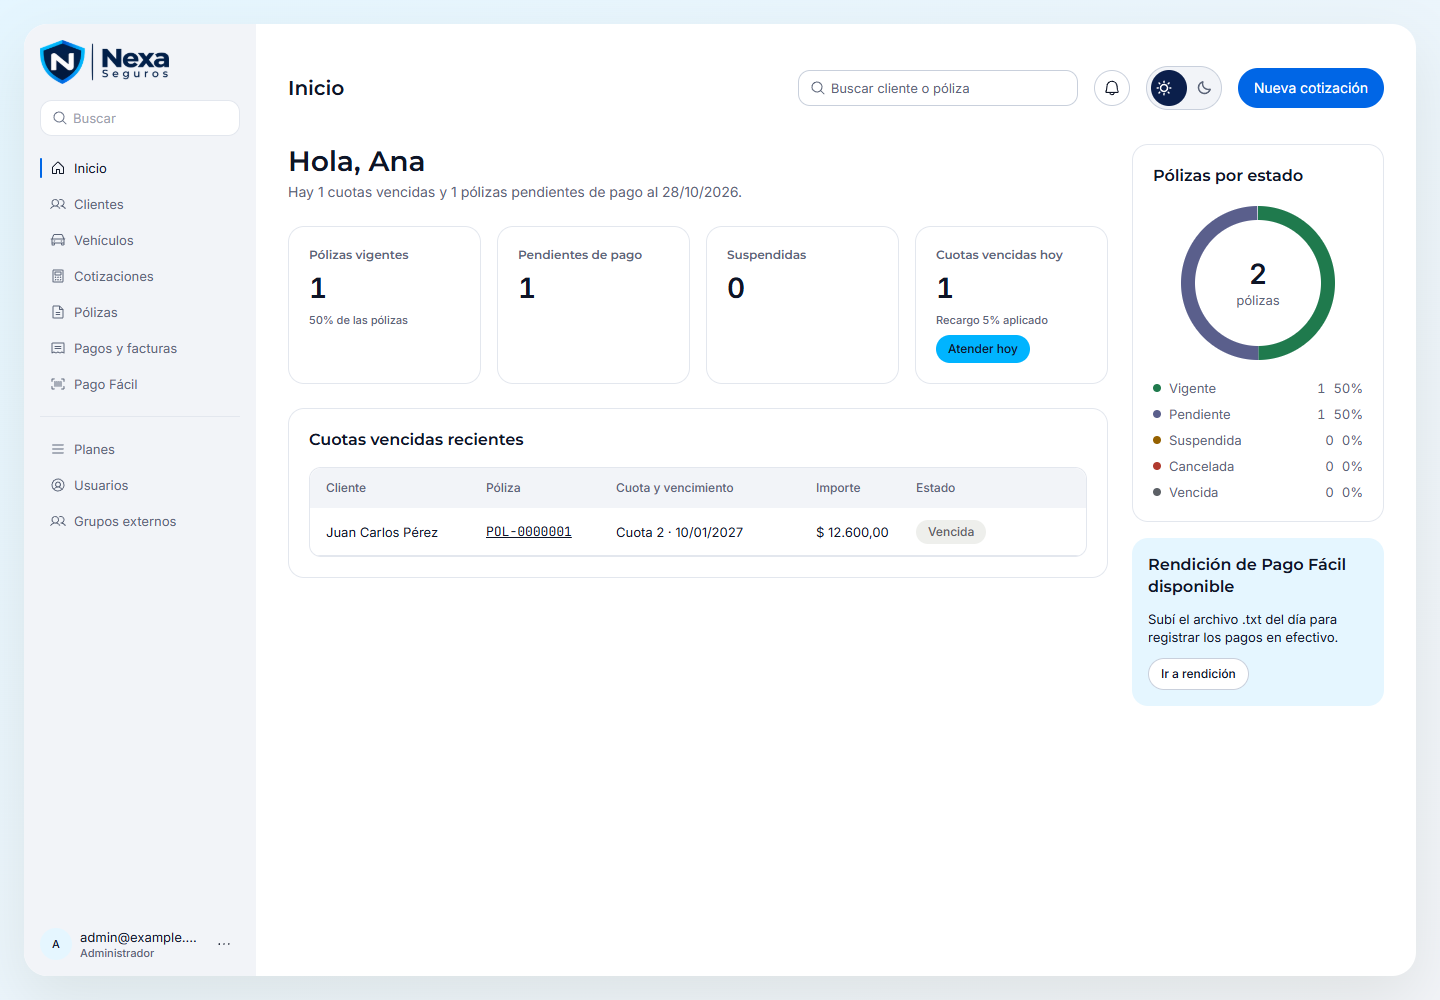 N Nexa
Seguros
Buscar
Inicio
Clientes
Vehículos
Cotizaciones
Pólizas
Pagos y facturas
Pago Fácil
Planes
Usuarios
Grupos externos
A
admin@example....
Administrador
...
Inicio
Buscar cliente o póliza
Nueva cotización
Hola, Ana
Hay 1 cuotas vencidas y 1 pólizas pendientes de pago al 28/10/2026.
Pólizas vigentes
1
50% de las pólizas
Pendientes de pago
1
Suspendidas
0
Cuotas vencidas hoy
1
Recargo 5% aplicado
Atender hoy
Cuotas vencidas recientes
Cliente Póliza Cuota y vencimiento Importe Estado
Juan Carlos Pérez POL-0000001 Cuota 2 · 10/01/2027 $ 12.600,00 Vencida
Pólizas por estado
2
pólizas
Vigente 1 50%
Pendiente 1 50%
Suspendida 0 0%
Cancelada 0 0%
Vencida 0 0%
Rendición de Pago Fácil
disponible
Subí el archivo .txt del día para
registrar los pagos en efectivo.
Ir a rendición